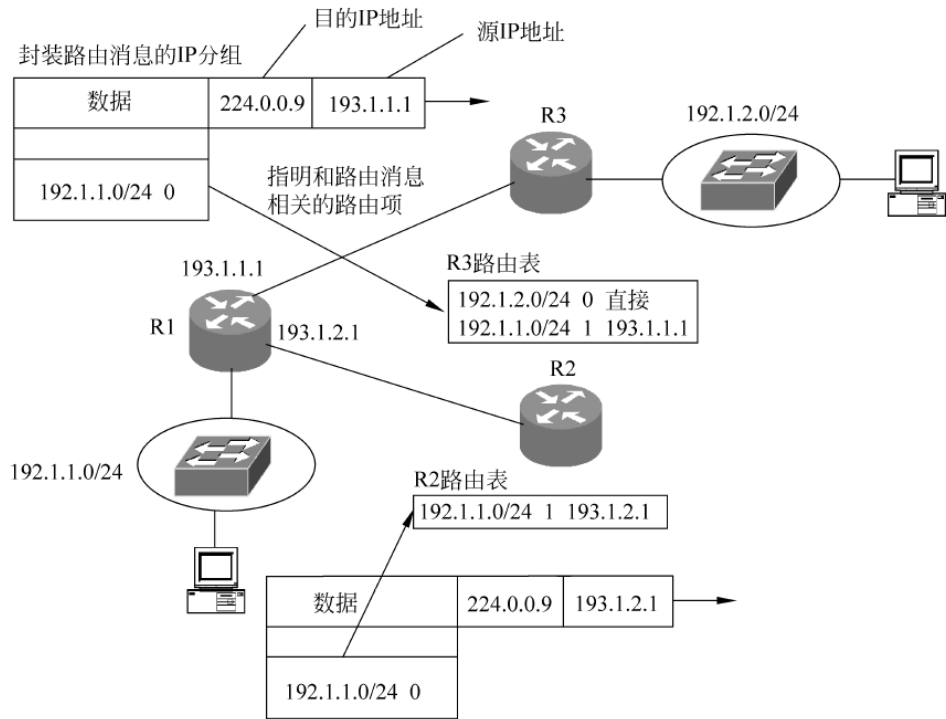 目的IP地址
源IP地址
封装路由消息的IP分组
数据 224.0.0.9 193.1.1.1
192.1.1.0/24 0
指明和路由消息
相关的路由项
R3
192.1.2.0/24
R3路由表
192.1.2.0/24 0 直接
192.1.1.0/24 1 193.1.1.1
193.1.1.1
R1
193.1.2.1
R2
192.1.1.0/24
R2路由表
192.1.1.0/24 1 193.1.2.1
数据 224.0.0.9 193.1.2.1
192.1.1.0/24 0